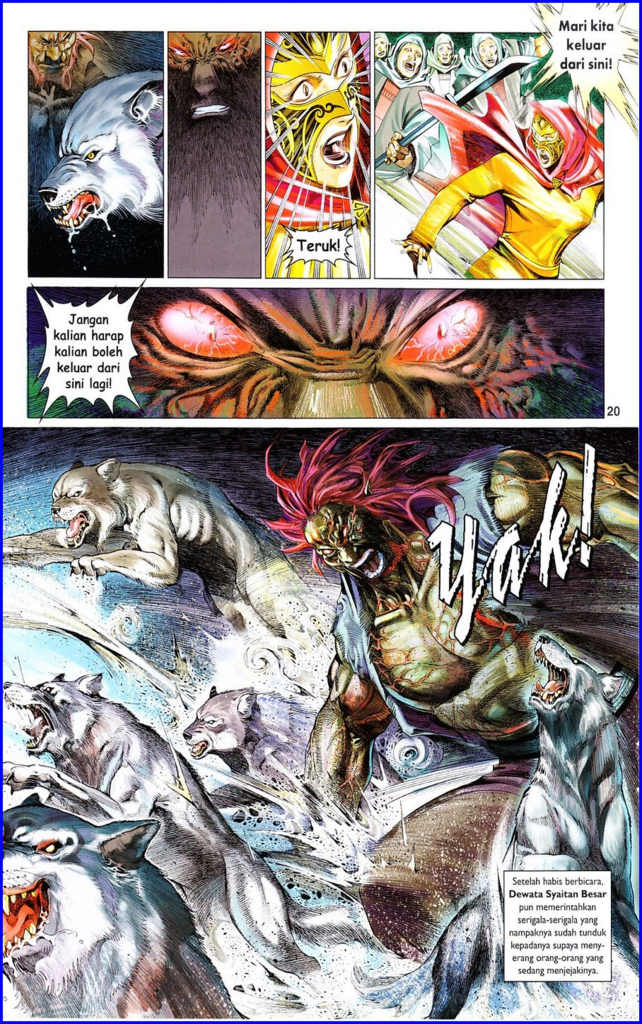 Mari kita
keluar
dari sini!
Teruk!
Jangan
kalian harap
kalian boleh
keluar dari
sini lagi!
20
Yak!
Setelah habis berbicara,
Dewata Syaitan Besar
pun memerintahkan
serigala-serigala yang
nampaknya sudah tunduk
kepadanya supaya meny-
erang orang-orang yang
sedang menjejakinya.